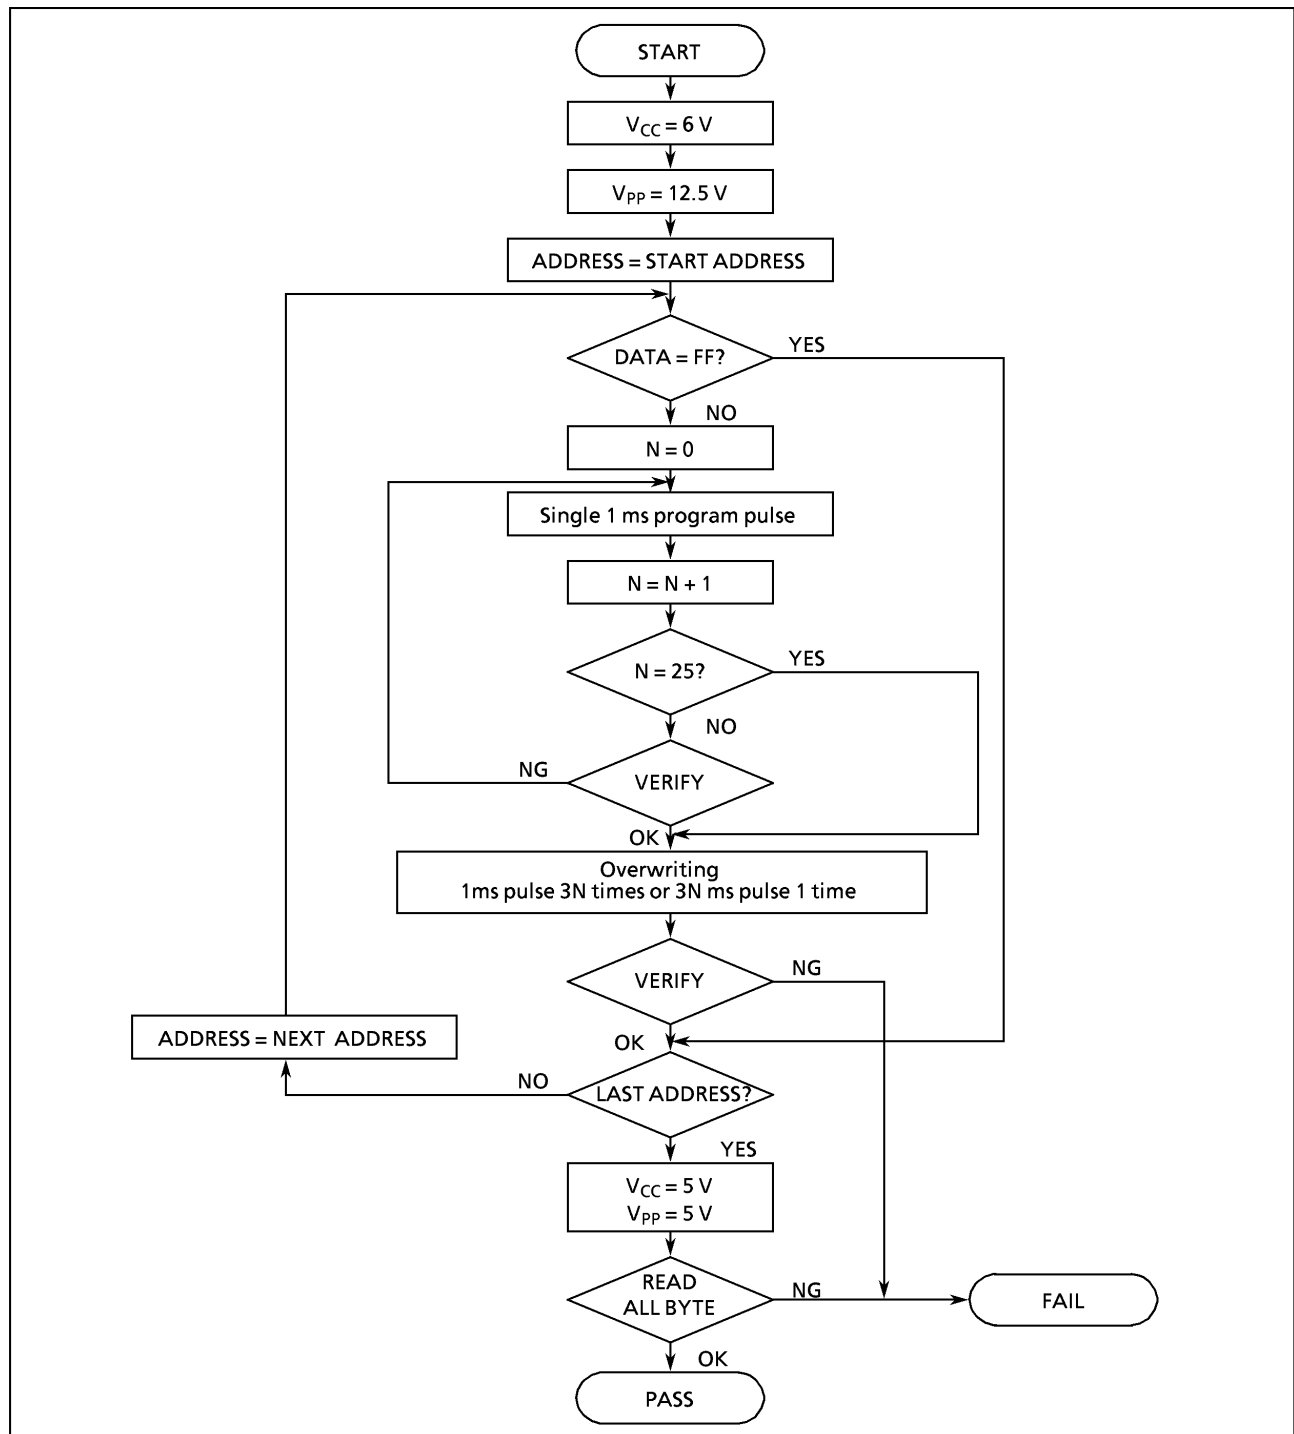 START
VCC = 6 V
VPP = 12.5 V
ADDRESS = START ADDRESS
DATA = FF?
YES
NO
N = 0
Single 1 ms program pulse
N = N + 1
N = 25?
YES
NO
NG
VERIFY
OK
Overwriting
1ms pulse 3N times or 3N ms pulse 1 time
VERIFY
NG
ADDRESS = NEXT ADDRESS
OK
NO
LAST ADDRESS?
YES
VCC = 5 V
VPP = 5 V
READ
ALL BYTE
NG
FAIL
OK
PASS